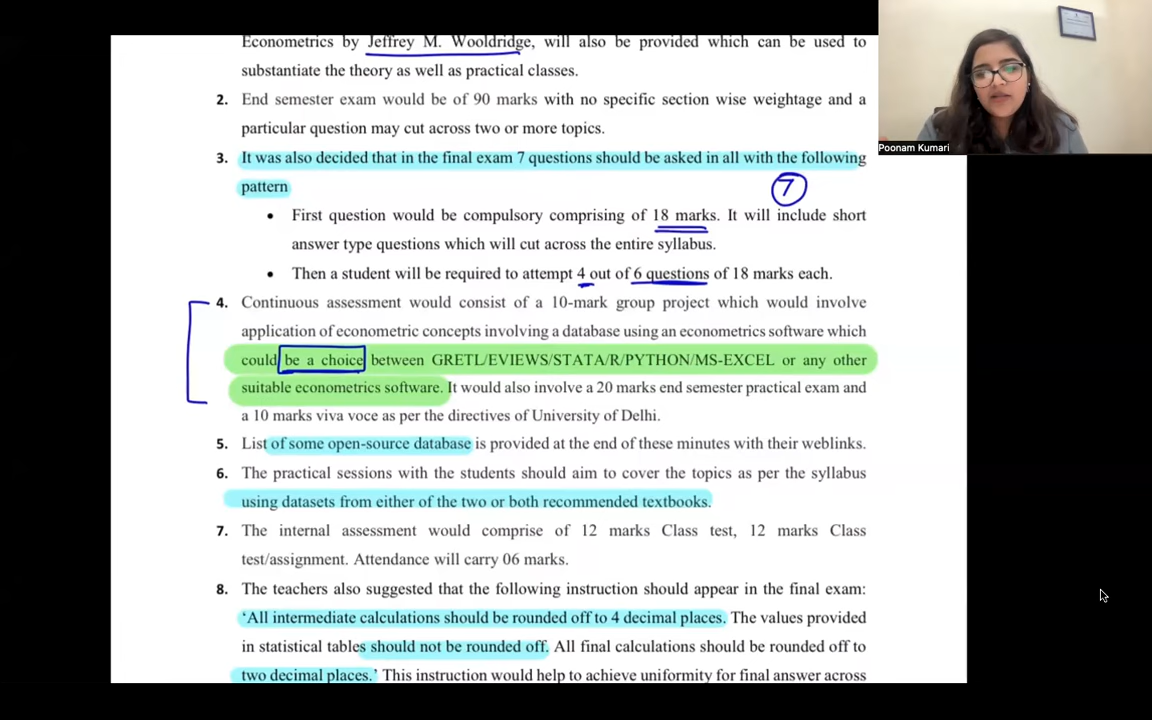 Econometrics by Jeffrey M. Wooldridge, will also be provided which can be used to
substantiate the theory as well as practical classes.
2. End semester exam would be of 90 marks with no specific section wise weightage and a
particular question may cut across two or more topics.
3. It was also decided that in the final exam 7 questions should be asked in all with the following
pattern
7
• First question would be compulsory comprising of 18 marks. It will include short
answer type questions which will cut across the entire syllabus.
• Then a student will be required to attempt 4 out of 6 questions of 18 marks each.
4. Continuous assessment would consist of a 10-mark group project which would involve
application of econometric concepts involving a database using an econometrics software which
could be a choice between GRETL/EVIEWS/STATA/R/PYTHON/MS-EXCEL or any other
suitable econometrics software. It would also involve a 20 marks end semester practical exam and
a 10 marks viva voce as per the directives of University of Delhi.
5. List of some open-source database is provided at the end of these minutes with their weblinks.
6. The practical sessions with the students should aim to cover the topics as per the syllabus
using datasets from either of the two or both recommended textbooks.
7. The internal assessment would comprise of 12 marks Class test, 12 marks Class
test/assignment. Attendance will carry 06 marks.
8. The teachers also suggested that the following instruction should appear in the final exam:
‘All intermediate calculations should be rounded off to 4 decimal places. The values provided
in statistical tables should not be rounded off. All final calculations should be rounded off to
two decimal places.’ This instruction would help to achieve uniformity for final answer across
Poonam Kumari